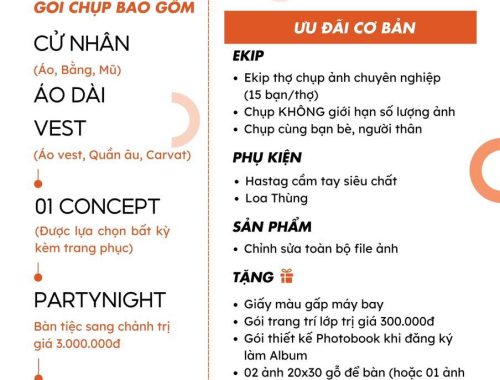 GÓI CHỤP BAO GỒM
CỬ NHÂN
(Áo, Bằng, Mũ)
ÁO DÀI
VEST
(Áo vest, Quần âu, Carvat)
01 CONCEPT
(Được lựa chọn bất kỳ
kèm trang phục)
PARTYNIGHT
Bàn tiệc sang chảnh trị
giá 3.000.000đ
ƯU ĐÃI CƠ BẢN
EKIP
• Ekip thợ chụp ảnh chuyên nghiệp
(15 bạn/thợ)
• Chụp KHÔNG giới hạn số lượng ảnh
• Chụp cùng bạn bè, người thân
PHỤ KIỆN
• Hastag cầm tay siêu chất
• Loa Thùng
SẢN PHẨM
• Chỉnh sửa toàn bộ file ảnh
TẶNG
• Giấy màu gấp máy bay
• Gói trang trí lớp trị giá 300.000đ
• Gói thiết kế Photobook khi đăng ký
làm Album
• 02 ảnh 20x30 gỗ để bàn (hoặc 01 ảnh